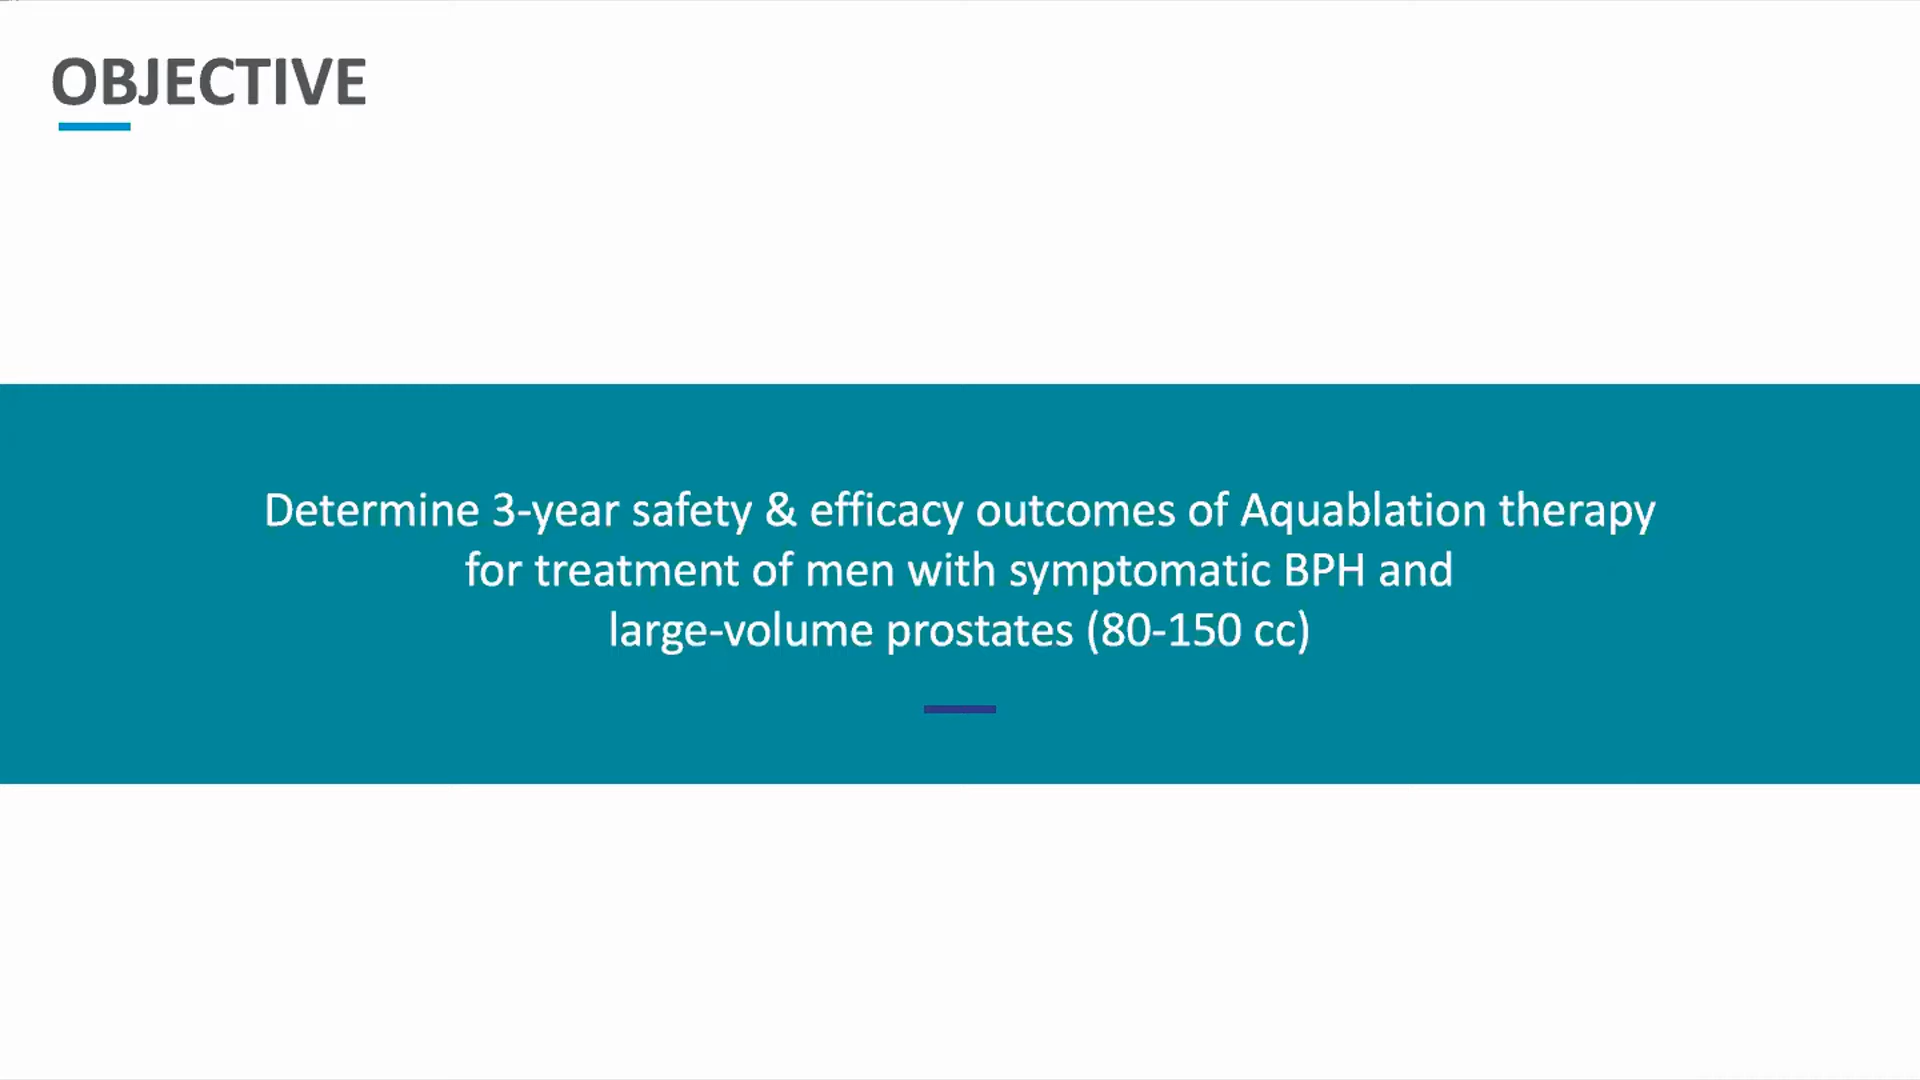 OBJECTIVE
Determine 3-year safety & efficacy outcomes of Aquablation therapy
for treatment of men with symptomatic BPH and
large-volume prostates (80-150 cc)